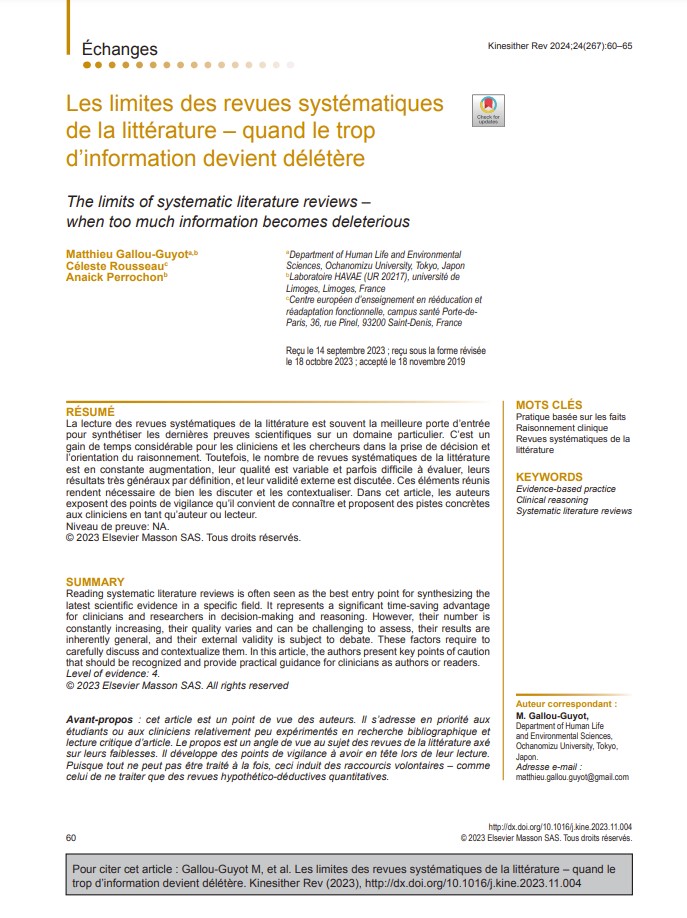 Échanges
Kinesither Rev 2024;24(267):60–65
Les limites des revues systématiques
de la littérature – quand le trop
d’information devient délétère
Check for
updates
The limits of systematic literature reviews –
when too much information becomes deleterious
Matthieu Gallou-Guyotᵃ,ᵇ
Céleste Rousseauᶜ
Anaick Perrochonᵇ
ᵃDepartment of Human Life and Environmental
Sciences, Ochanomizu University, Tokyo, Japon
ᵇLaboratoire HAVAE (UR 20217), université de
Limoges, Limoges, France
ᶜCentre européen d’enseignement en rééducation et
réadaptation fonctionnelle, campus santé Porte-de-
Paris, 36, rue Pinel, 93200 Saint-Denis, France
Reçu le 14 septembre 2023 ; reçu sous la forme révisée
le 18 octobre 2023 ; accepté le 18 novembre 2019
RÉSUMÉ
La lecture des revues systématiques de la littérature est souvent la meilleure porte d’entrée
pour synthétiser les dernières preuves scientifiques sur un domaine particulier. C’est un
gain de temps considérable pour les cliniciens et les chercheurs dans la prise de décision et
l’orientation du raisonnement. Toutefois, le nombre de revues systématiques de la littérature
est en constante augmentation, leur qualité est variable et parfois difficile à évaluer, leurs
résultats très généraux par définition, et leur validité externe est discutée. Ces éléments réunis
rendent nécessaire de bien les discuter et les contextualiser. Dans cet article, les auteurs
exposent des points de vigilance qu’il convient de connaître et proposent des pistes concrètes
aux cliniciens en tant qu’auteur ou lecteur.
Niveau de preuve: NA.
© 2023 Elsevier Masson SAS. Tous droits réservés.
SUMMARY
Reading systematic literature reviews is often seen as the best entry point for synthesizing the
latest scientific evidence in a specific field. It represents a significant time-saving advantage
for clinicians and researchers in decision-making and reasoning. However, their number is
constantly increasing, their quality varies and can be challenging to assess, their results are
inherently general, and their external validity is subject to debate. These factors require to
carefully discuss and contextualize them. In this article, the authors present key points of caution
that should be recognized and provide practical guidance for clinicians as authors or readers.
Level of evidence: 4.
© 2023 Elsevier Masson SAS. All rights reserved
Avant-propos : cet article est un point de vue des auteurs. Il s’adresse en priorité aux
étudiants ou aux cliniciens relativement peu expérimentés en recherche bibliographique et
lecture critique d’article. Le propos est un angle de vue au sujet des revues de la littérature axé
sur leurs faiblesses. Il développe des points de vigilance à avoir en tête lors de leur lecture.
Puisque tout ne peut pas être traité à la fois, ceci induit des raccourcis volontaires – comme
celui de ne traiter que des revues hypothético-déductives quantitatives.
MOTS CLÉS
Pratique basée sur les faits
Raisonnement clinique
Revues systématiques de la
littérature
KEYWORDS
Evidence-based practice
Clinical reasoning
Systematic literature reviews
Auteur correspondant :
M. Gallou-Guyot,
Department of Human Life
and Environmental Sciences,
Ochanomizu University, Tokyo,
Japon.
Adresse e-mail :
matthieu.gallou.guyot@gmail.com
60
http://dx.doi.org/10.1016/j.kine.2023.11.004
© 2023 Elsevier Masson SAS. Tous droits réservés.
Pour citer cet article : Gallou-Guyot M, et al. Les limites des revues systématiques de la littérature – quand le
trop d’information devient délétère. Kinesither Rev (2023), http://dx.doi.org/10.1016/j.kine.2023.11.004